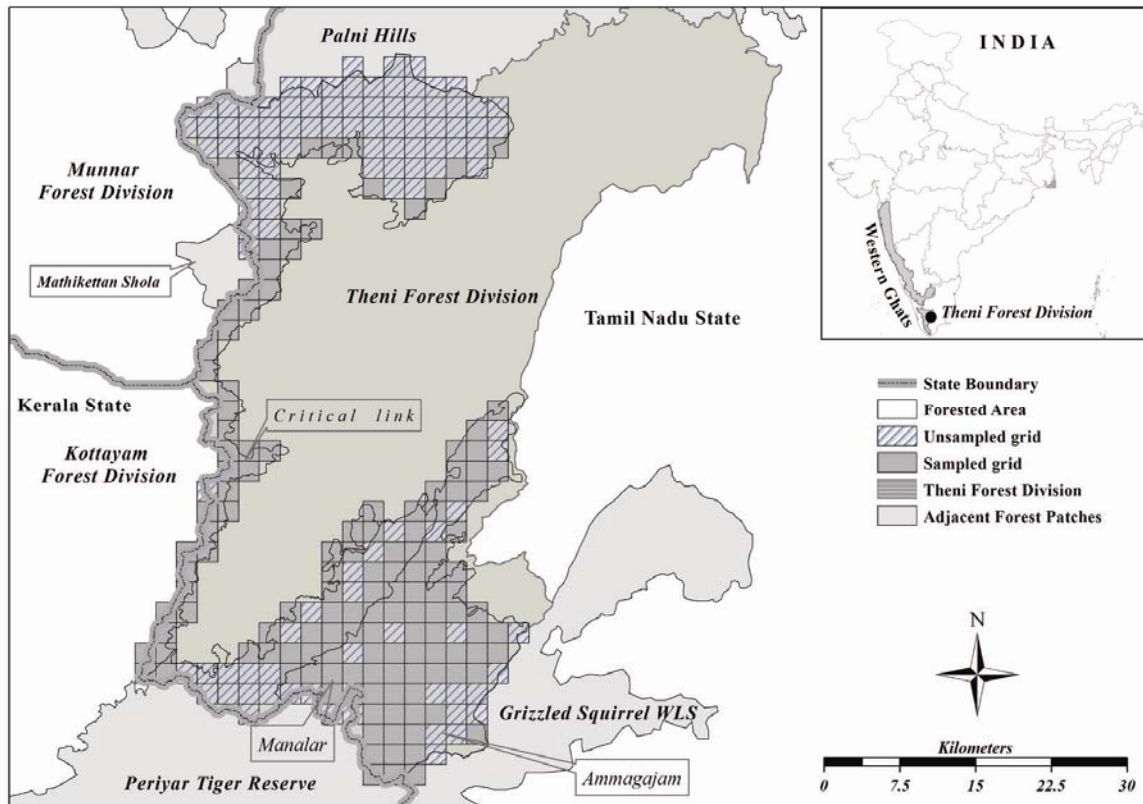 Palni Hills
INDIA
Munnar
Forest Division
Mathikettan Shola
Theni Forest Division
Tamil Nadu State
Western Ghats
Theni Forest Division
Kerala State
Critical link
Kottayam
Forest Division
State Boundary
Forested Area
Unsampled grid
Sampled grid
Theni Forest Division
Adjacent Forest Patches
N
Grizzled Squirrel WLS
Manalar
Ammagajam
Periyar Tiger Reserve
Kilometers
0 7.5 15 22.5 30